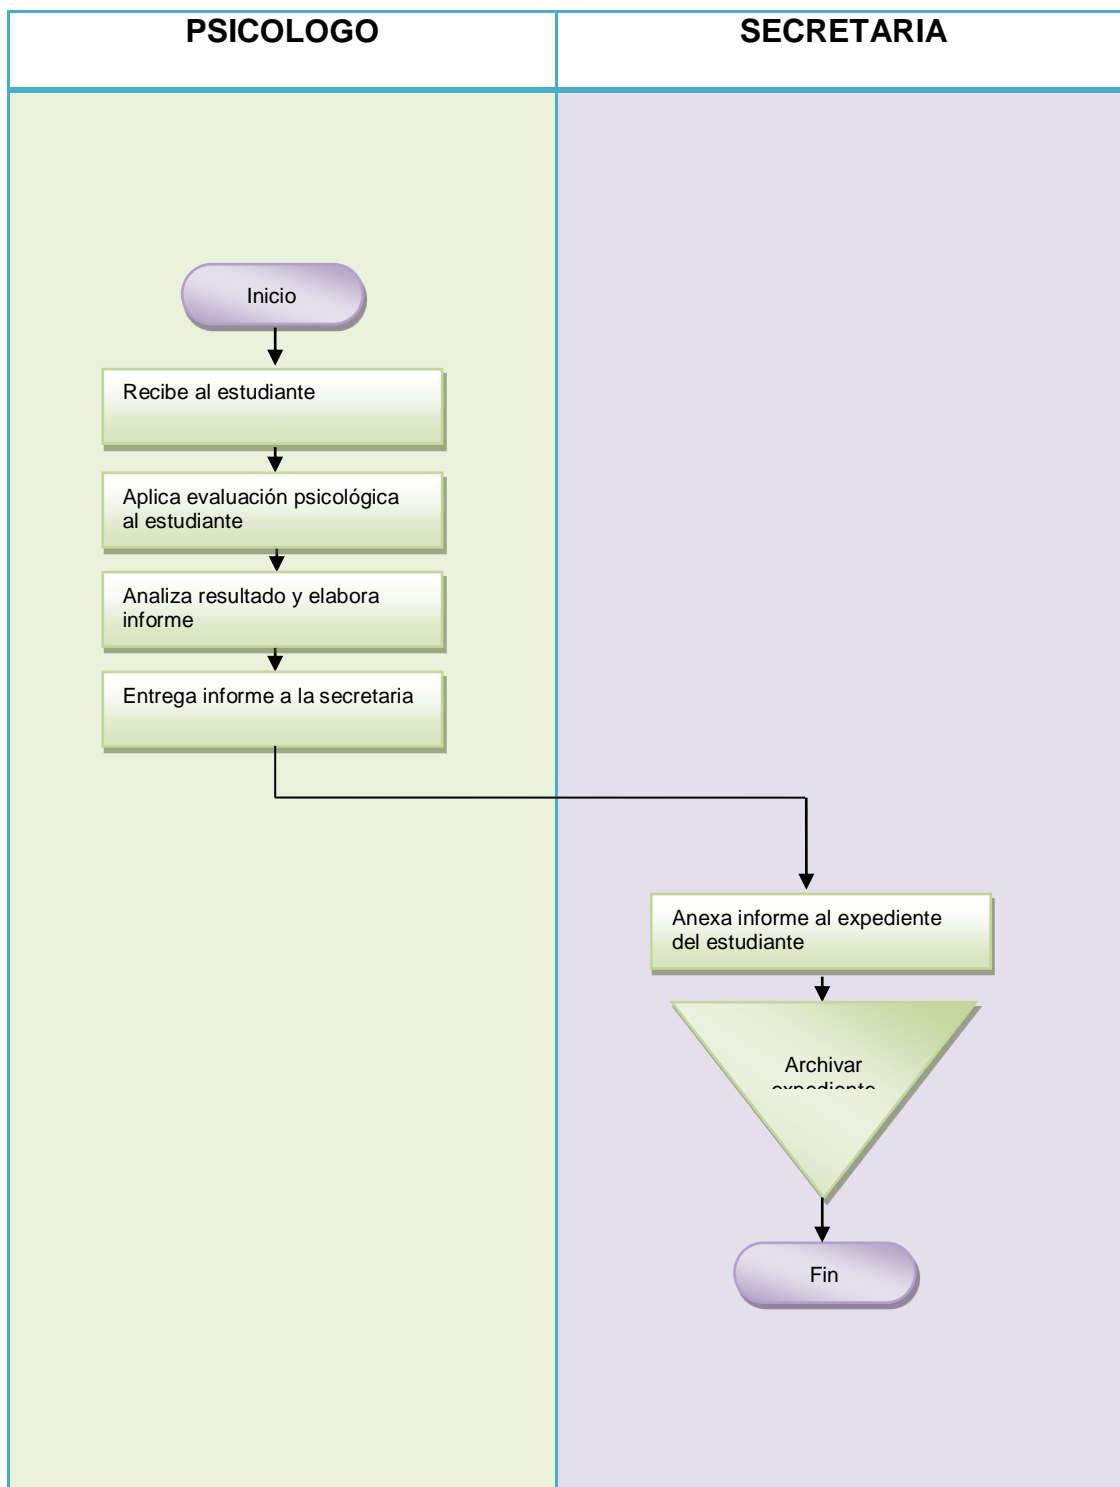 PSICOLOGO
SECRETARIA
Inicio
Recibe al estudiante
Aplica evaluación psicológica
al estudiante
Analiza resultado y elabora
informe
Entrega informe a la secretaria
Anexa informe al expediente
del estudiante
Archivar
expediente
Fin